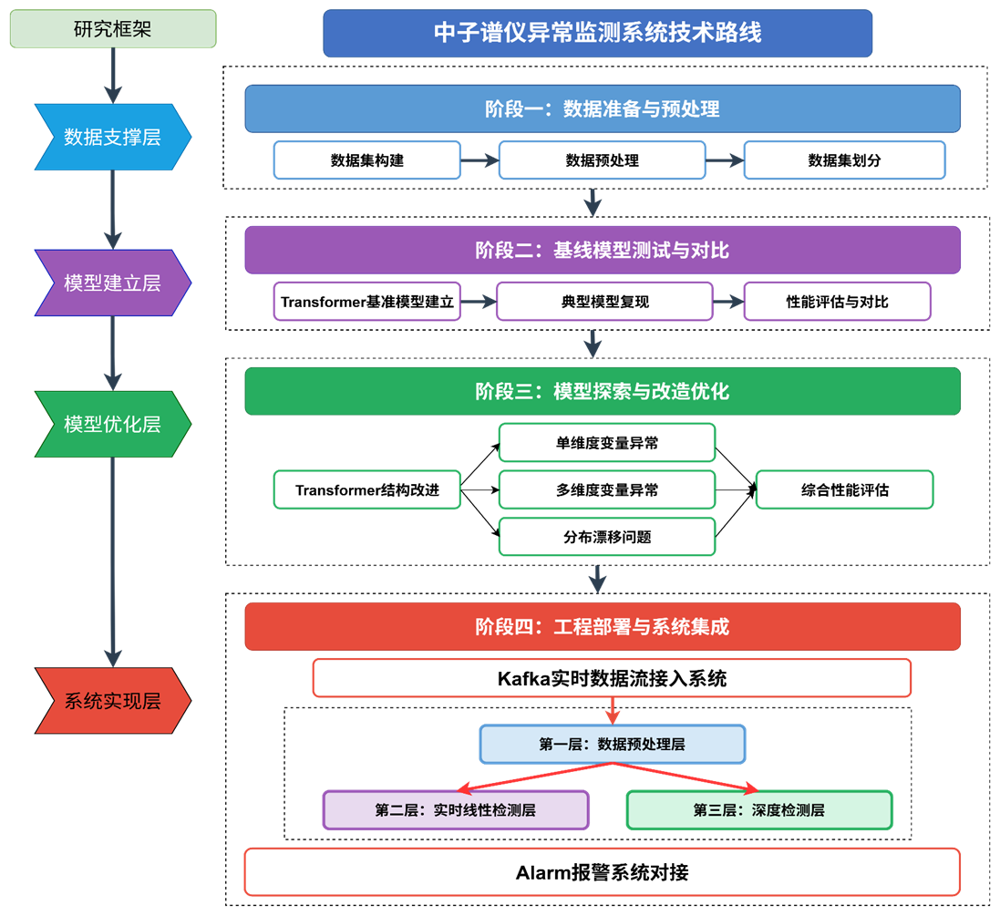 研究框架
中子谱仪异常监测系统技术路线
数据支撑层
阶段一：数据准备与预处理
数据集构建
数据预处理
数据集划分
模型建立层
阶段二：基线模型测试与对比
Transformer基准模型建立
典型模型复现
性能评估与对比
模型优化层
阶段三：模型探索与改造优化
Transformer结构改进
单维度变量异常
多维度变量异常
分布漂移问题
综合性能评估
系统实现层
阶段四：工程部署与系统集成
Kafka实时数据流接入系统
第一层：数据预处理层
第二层：实时线性检测层
第三层：深度检测层
Alarm报警系统对接